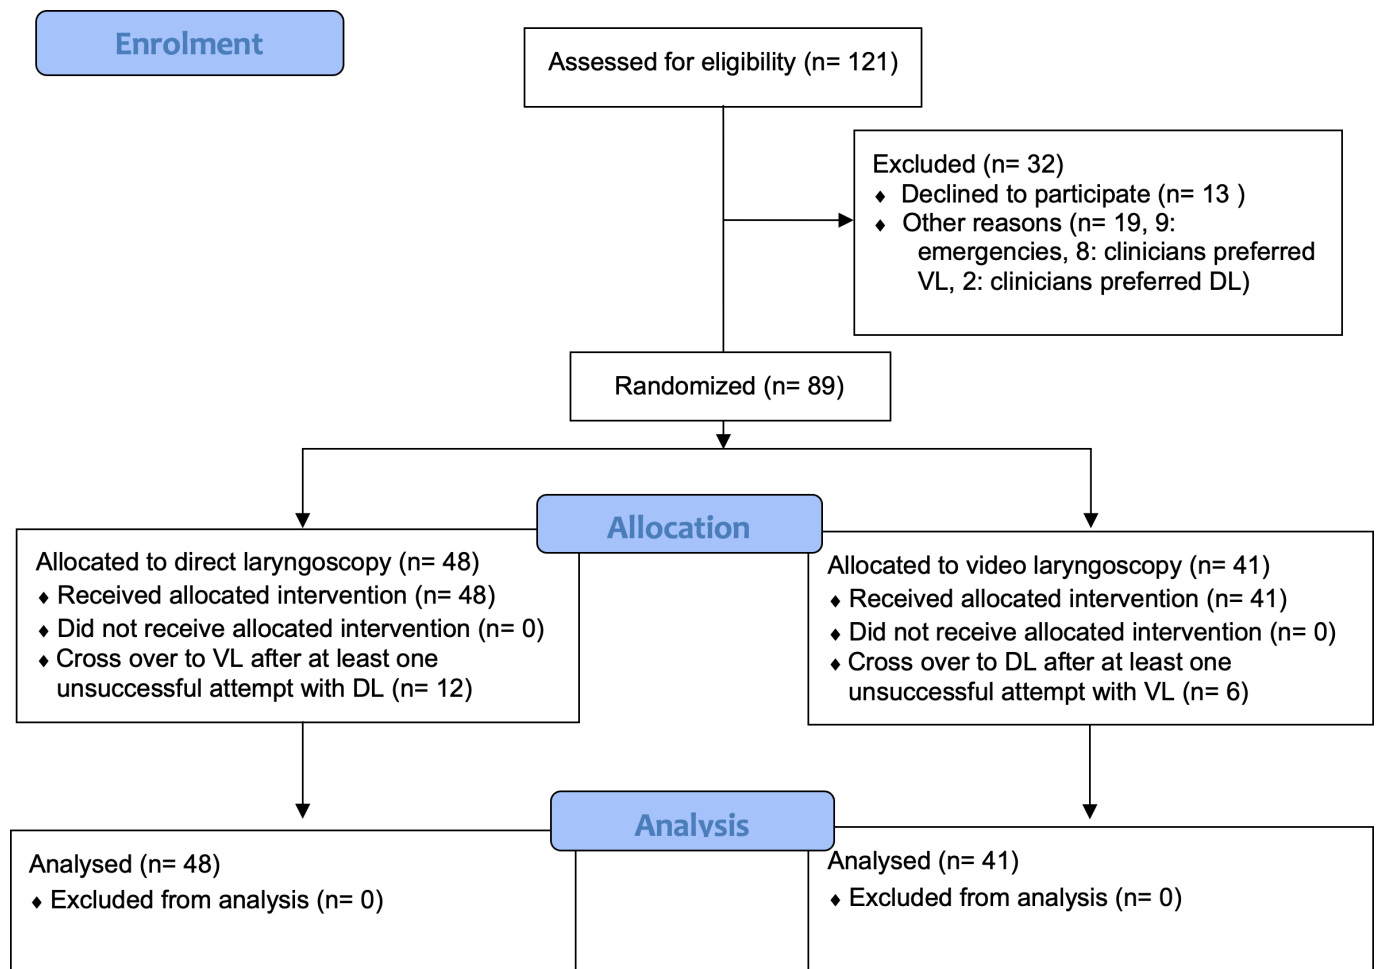 Enrolment
Assessed for eligibility (n= 121)
Excluded (n= 32)
♦ Declined to participate (n= 13 )
♦ Other reasons (n= 19, 9:
emergencies, 8: clinicians preferred
VL, 2: clinicians preferred DL)
Randomized (n= 89)
Allocation
Allocated to direct laryngoscopy (n= 48)
♦ Received allocated intervention (n= 48)
♦ Did not receive allocated intervention (n= 0)
♦ Cross over to VL after at least one
unsuccessful attempt with DL (n= 12)
Allocated to video laryngoscopy (n= 41)
♦ Received allocated intervention (n= 41)
♦ Did not receive allocated intervention (n= 0)
♦ Cross over to DL after at least one
unsuccessful attempt with VL (n= 6)
Analysis
Analysed (n= 48)
♦ Excluded from analysis (n= 0)
Analysed (n= 41)
♦ Excluded from analysis (n= 0)